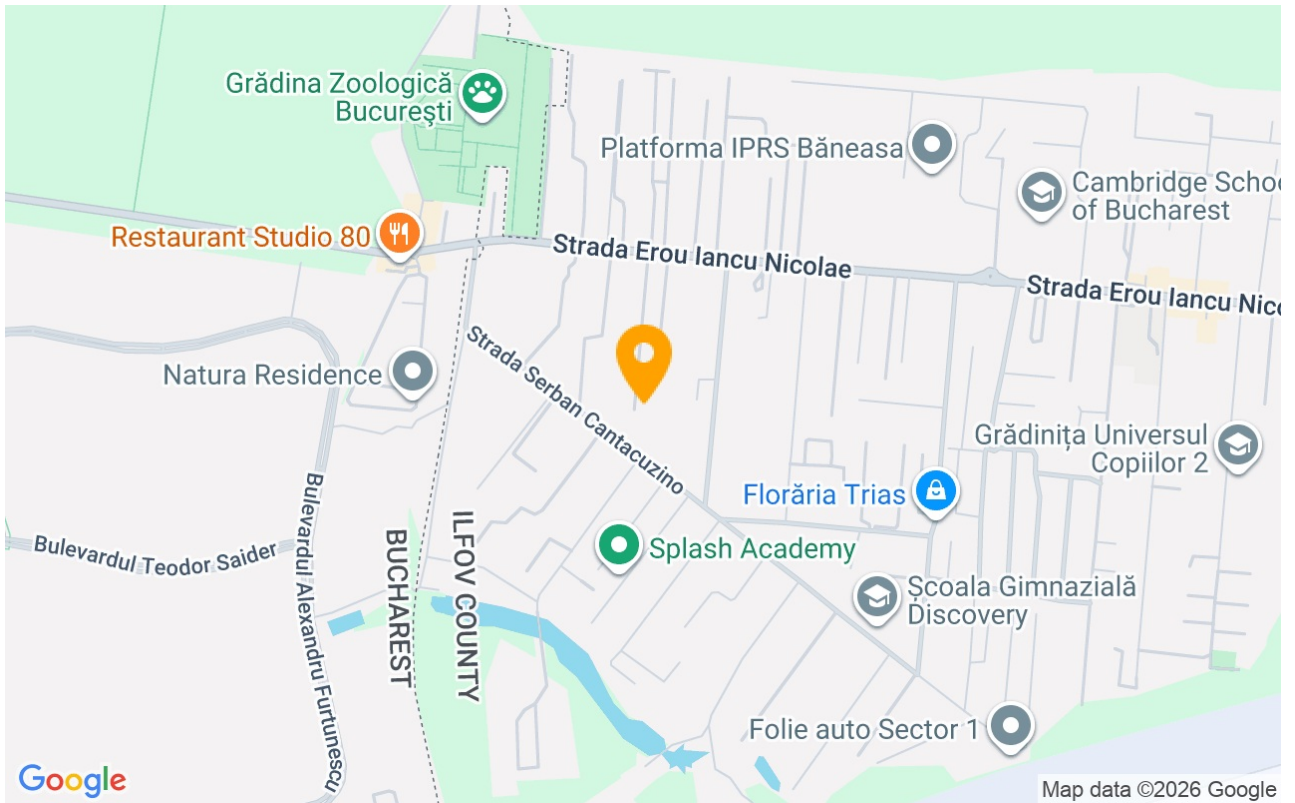 Grădina Zoologică
Bucureşti
Platforma IPRS Băneasa
Cambridge Schoo
of Bucharest
Restaurant Studio 80
Strada Erou Iancu Nicolae
Strada Erou Iancu Nico
Strada Serban Cantacuzino
Natura Residence
Grădinița Universul
Copiilor 2
Florăria Trias
Bulevardul Teodor Saider
Bulevardul Alexandru Furtunescu
BUCHAREST
ILFOV COUNTY
Splash Academy
Școala Gimnazială
Discovery
Folie auto Sector 1
Google
Map data ©2026 Google